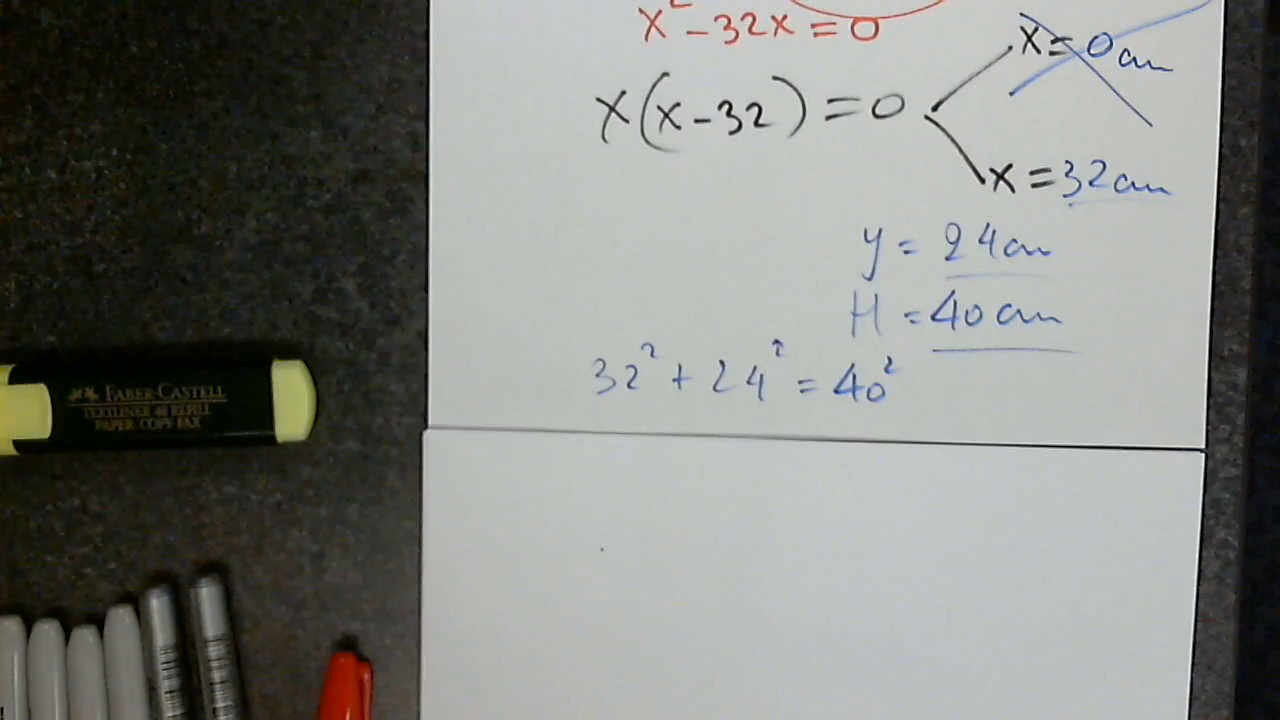 x² - 32x = 0
x = 0 cm
x(x - 32) = 0
x = 32 cm
y = 24 cm
H = 40 cm
32² + 24² = 40²
FABER-CASTELL
TEXTLINER 48 REFILL
PAPER COPY FAX